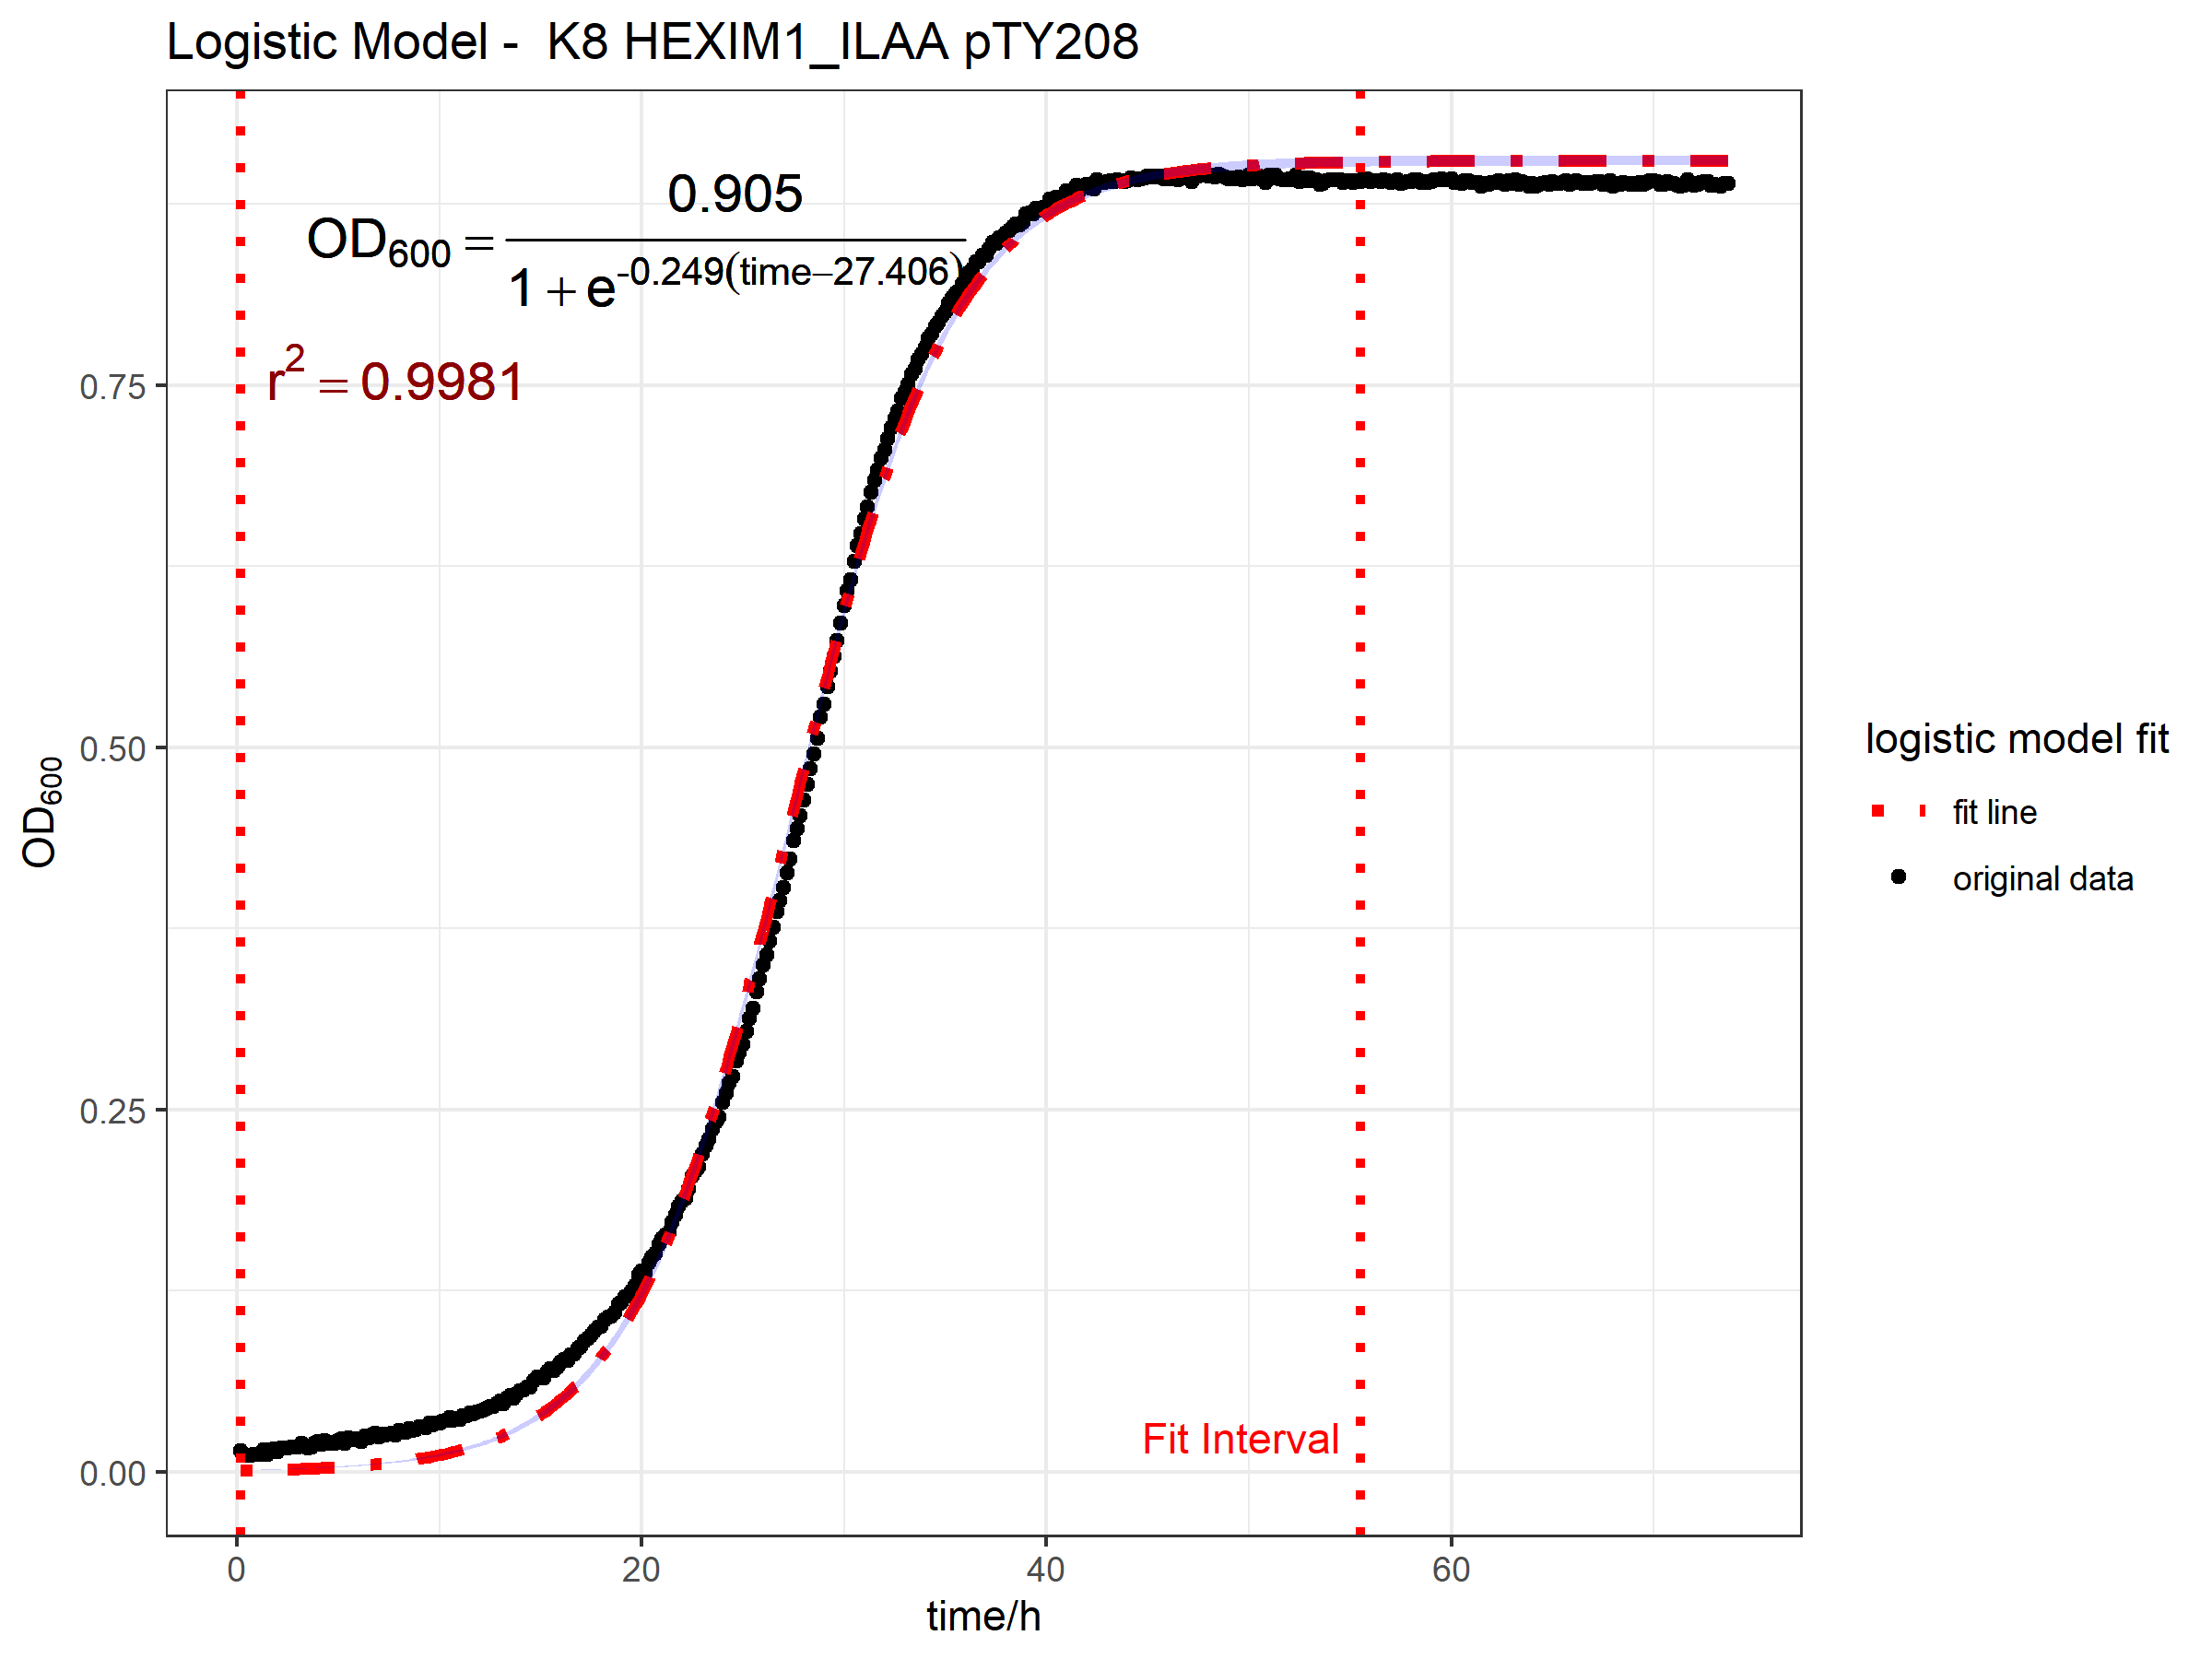 Logistic Model -  K8 HEXIM1_ILAA pTY208
OD₆₀₀ = 0.905 / (1 + e^(-0.249(time−27.406)))
r² = 0.9981
0.75
0.50
0.25
0.00
OD₆₀₀
Fit Interval
0 20 40 60
time/h
logistic model fit
fit line
original data